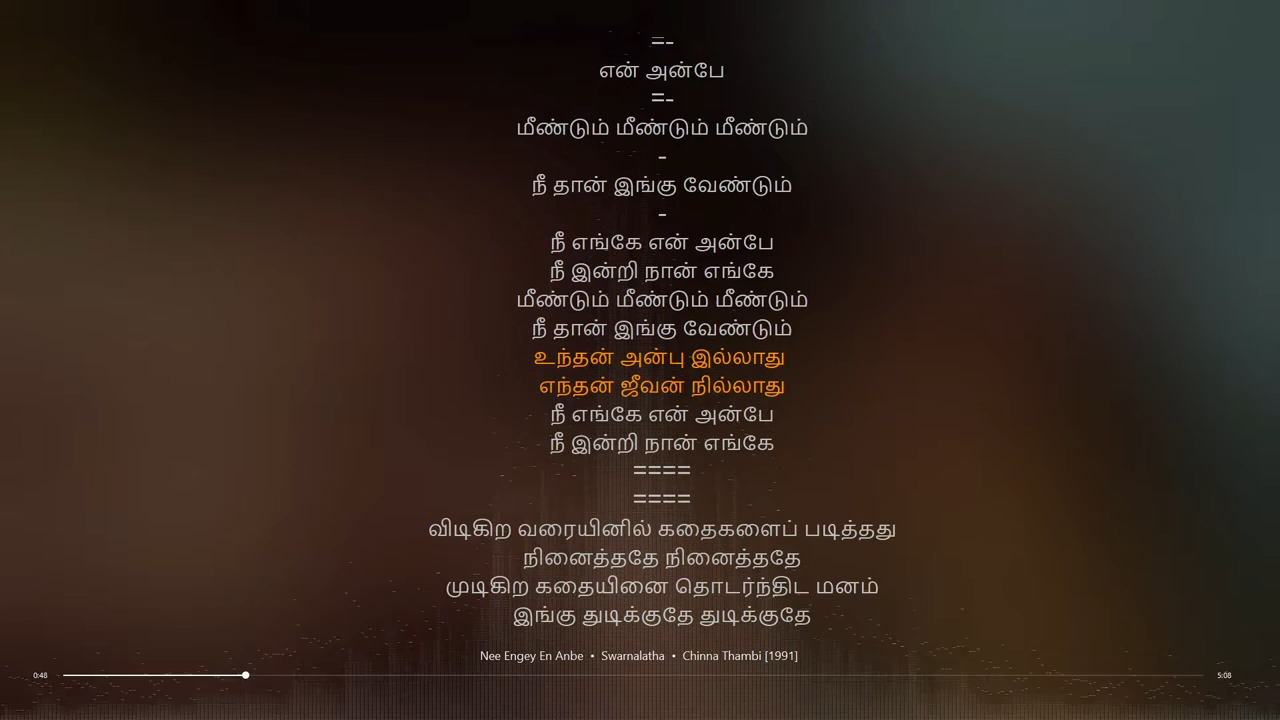 =-
என் அன்பே
=-
மீண்டும் மீண்டும் மீண்டும்
-
நீ தான் இங்கு வேண்டும்
-
நீ எங்கே என் அன்பே
நீ இன்றி நான் எங்கே
மீண்டும் மீண்டும் மீண்டும்
நீ தான் இங்கு வேண்டும்
உந்தன் அன்பு இல்லாது
எந்தன் ஜீவன் நில்லாது
நீ எங்கே என் அன்பே
நீ இன்றி நான் எங்கே
====
====
விடிகிற வரையினில் கதைகளைப் படித்தது
நினைத்ததே நினைத்ததே
முடிகிற கதையினை தொடர்ந்திட மனம்
இங்கு துடிக்குதே துடிக்குதே
Nee Engey En Anbe • Swarnalatha • Chinna Thambi [1991]
0:48 5:08